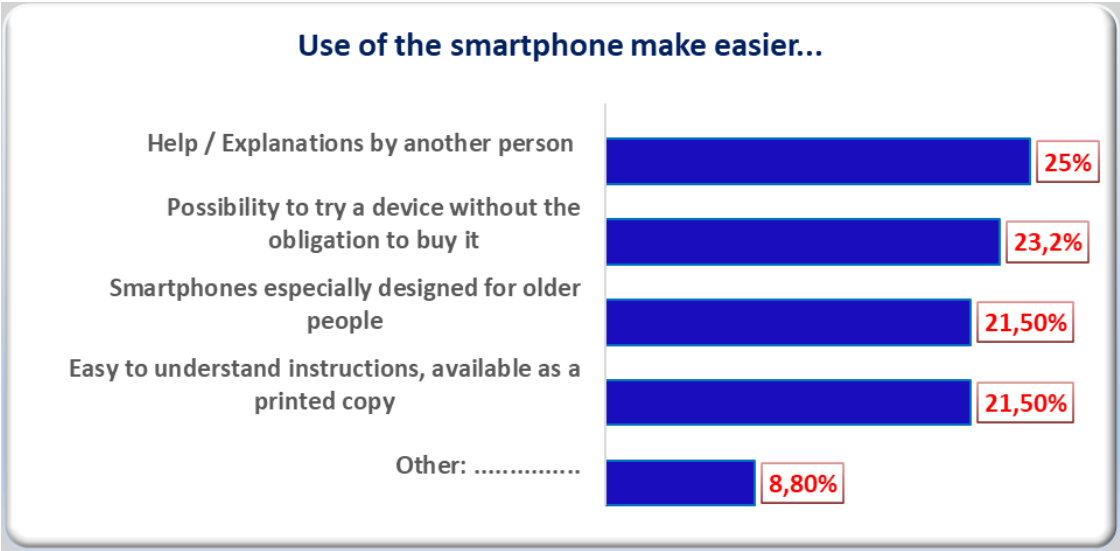 Use of the smartphone make easier...
Help / Explanations by another person
25%
Possibility to try a device without the
obligation to buy it
23,2%
Smartphones especially designed for older
people
21,50%
Easy to understand instructions, available as a
printed copy
21,50%
Other: ...............
8,80%